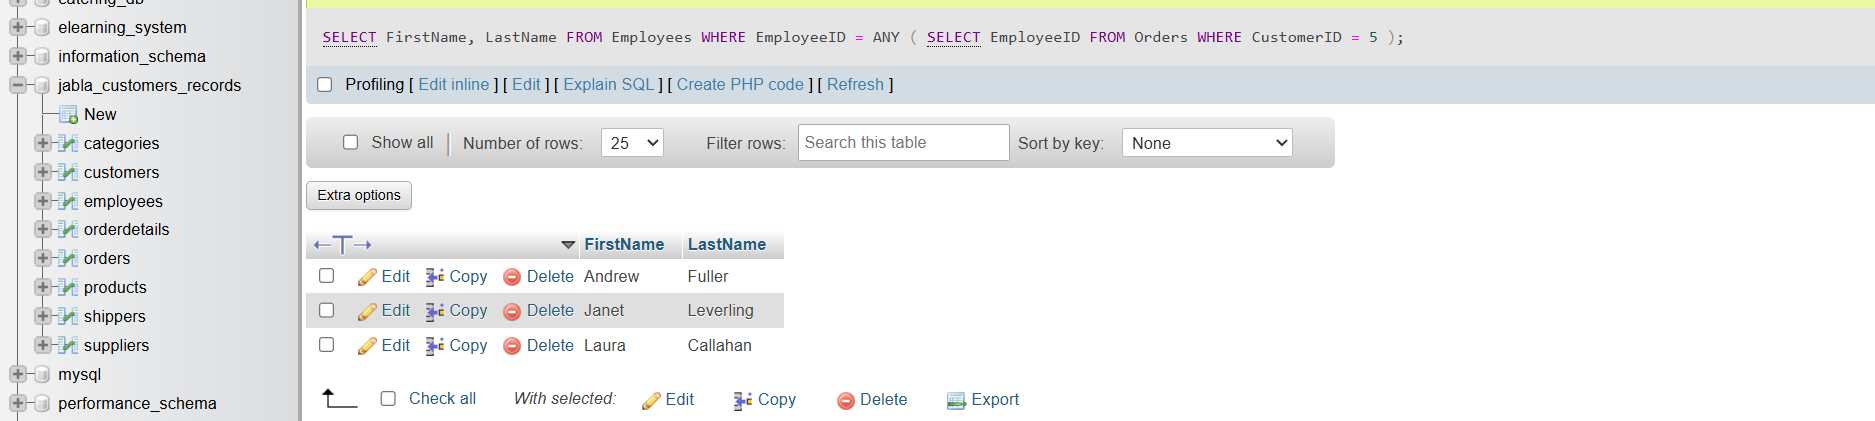 catering_db
elearning_system
information_schema
jabla_customers_records
New
categories
customers
employees
orderdetails
orders
products
shippers
suppliers
mysql
performance_schema
SELECT FirstName, LastName FROM Employees WHERE EmployeeID = ANY ( SELECT EmployeeID FROM Orders WHERE CustomerID = 5 );
Profiling [ Edit inline ] [ Edit ] [ Explain SQL ] [ Create PHP code ] [ Refresh ]
Show all Number of rows: 25 Filter rows: Search this table Sort by key: None
Extra options
FirstName LastName
Edit Copy Delete Andrew Fuller
Edit Copy Delete Janet Leverling
Edit Copy Delete Laura Callahan
Check all With selected: Edit Copy Delete Export